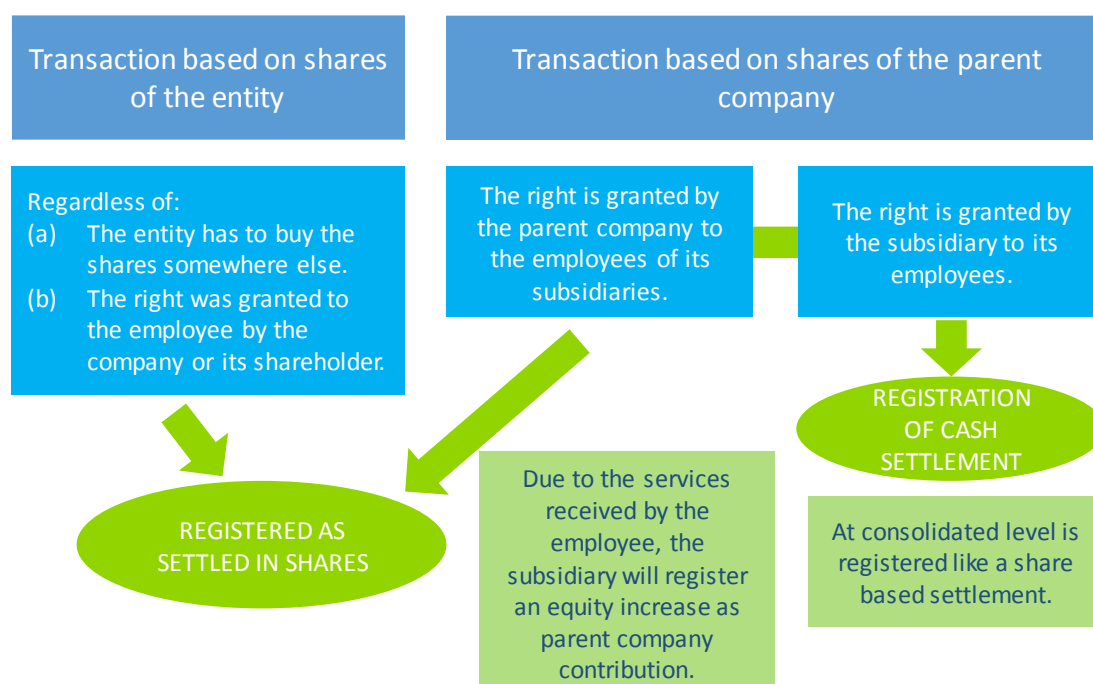 Transaction based on shares
of the entity
Transaction based on shares of the parent
company
Regardless of:
(a) The entity has to buy the
shares somewhere else.
(b) The right was granted to
the employee by the
company or its shareholder.
The right is granted by
the parent company to
the employees of its
subsidiaries.
The right is granted by
the subsidiary to its
employees.
REGISTRATION
OF CASH
SETTLEMENT
REGISTERED AS
SETTLED IN SHARES
Due to the services
received by the
employee, the
subsidiary will register
an equity increase as
parent company
contribution.
At consolidated level is
registered like a share
based settlement.